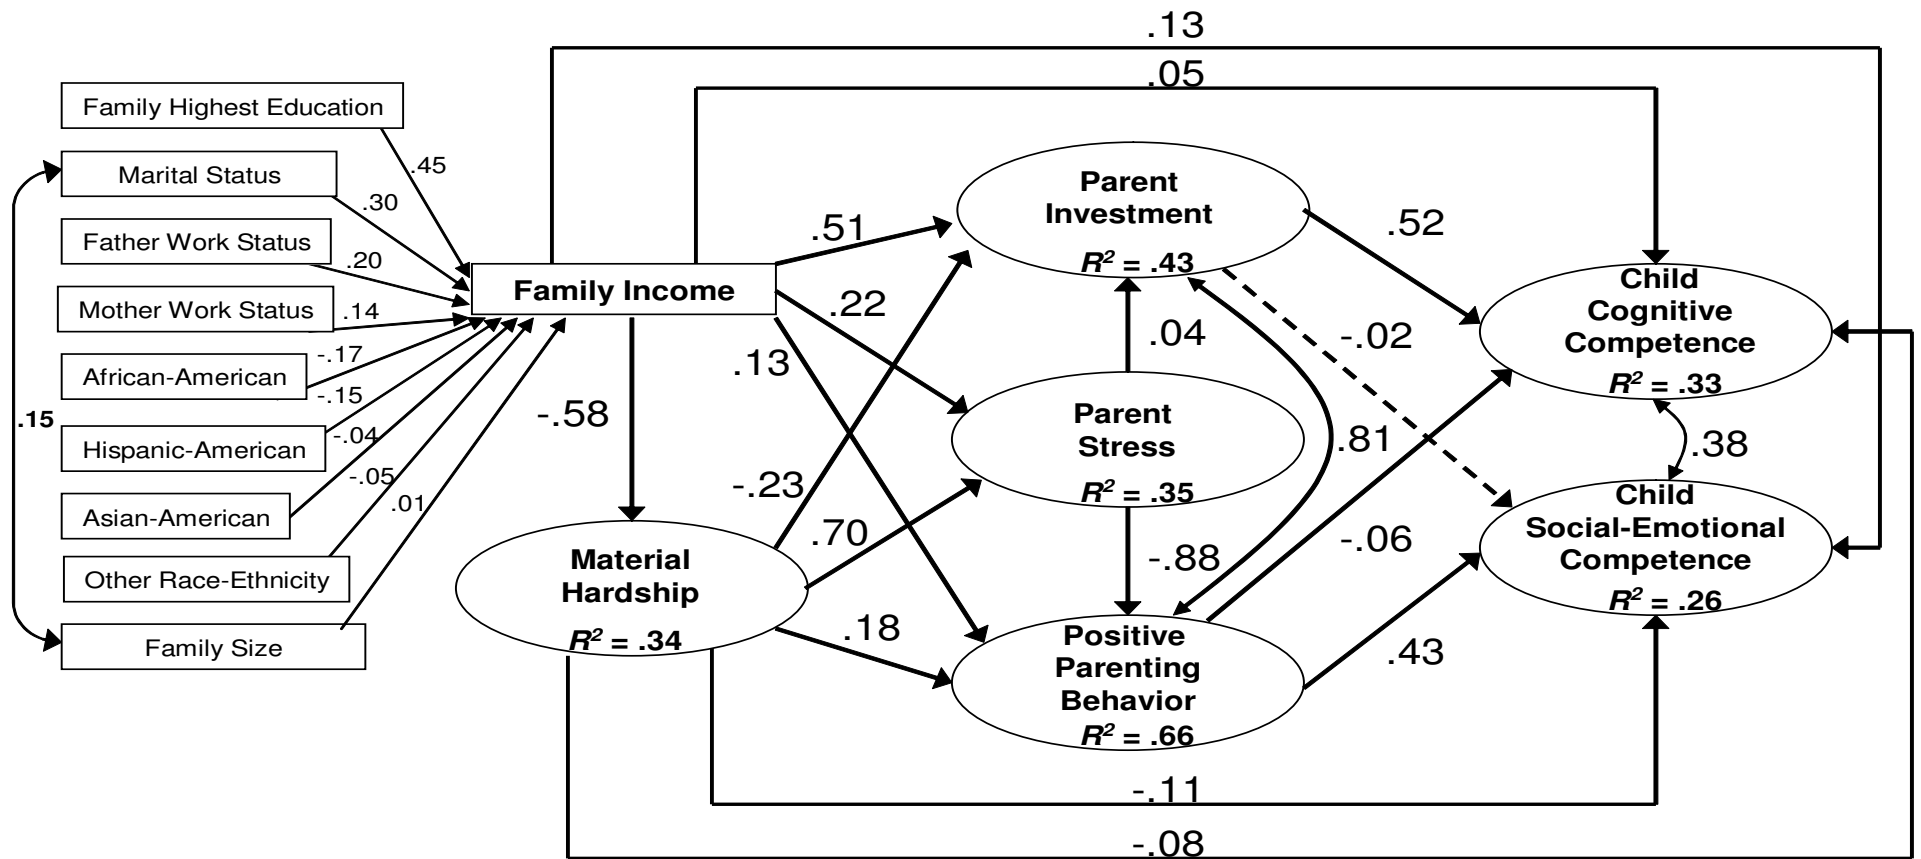 .13
.05
Family Highest Education
.45
Marital Status
.30
Father Work Status
.20
Mother Work Status
.14
African-American
-.17
-.15
Hispanic-American
-.04
Asian-American
-.05
.01
Other Race-Ethnicity
Family Size
.15
Family Income
.51
.22
.13
-.58
-.23
.70
.18
Material
Hardship
R² = .34
Parent
Investment
R² = .43
.04
Parent
Stress
R² = .35
-.88
.81
Positive
Parenting
Behavior
R² = .66
.52
-.02
-.06
.43
Child
Cognitive
Competence
R² = .33
.38
Child
Social-Emotional
Competence
R² = .26
-.11
-.08